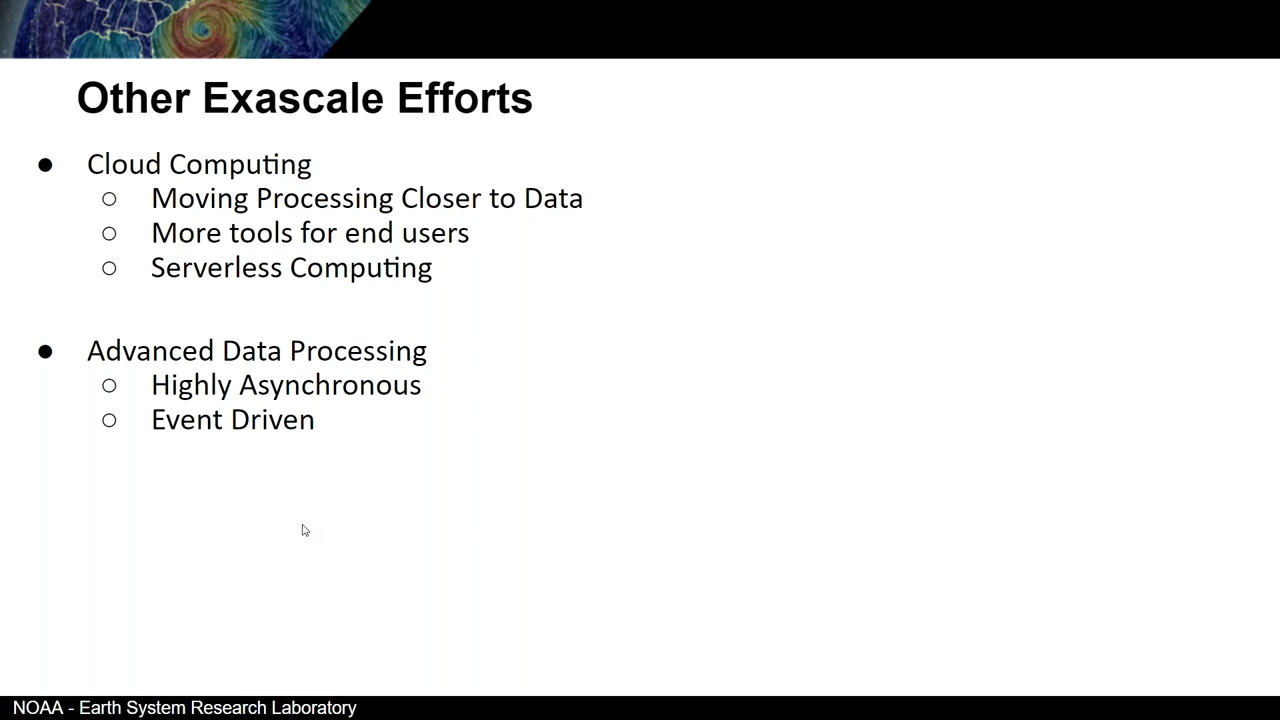 Other Exascale Efforts
● Cloud Computing
○ Moving Processing Closer to Data
○ More tools for end users
○ Serverless Computing
● Advanced Data Processing
○ Highly Asynchronous
○ Event Driven
NOAA - Earth System Research Laboratory